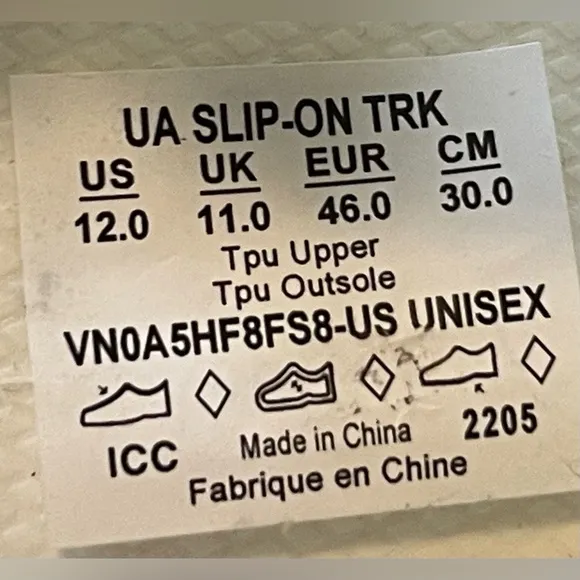 UA SLIP-ON TRK
US UK EUR CM
12.0 11.0 46.0 30.0
Tpu Upper
Tpu Outsole
VN0A5HF8FS8-US UNISEX
ICC Made in China 2205
Fabrique en Chine